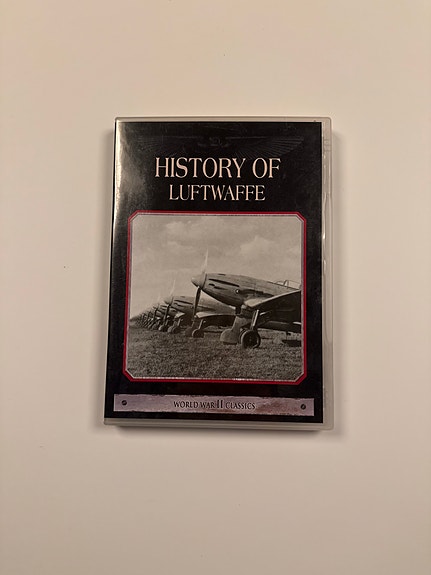 HISTORY OF
LUFTWAFFE
WORLD WAR II CLASSICS